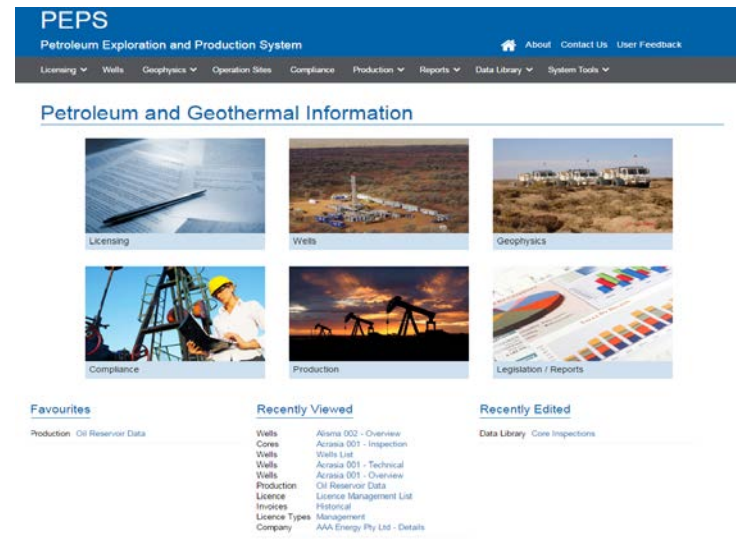 PEPS
Petroleum Exploration and Production System
About Contact Us User Feedback
Licensing Wells Geophysics Operation Sites Compliance Production Reports Data Library System Tools
Petroleum and Geothermal Information
Licensing Wells Geophysics
Compliance Production Legislation / Reports
Favourites Recently Viewed Recently Edited
Production Oil Reservoir Data Wells Alisma 002 - Overview Data Library Core Inspections
Cores Acrasia 001 - Inspection
Wells Wells List
Wells Acrasia 001 - Technical
Wells Acrasia 001 - Overview
Production Oil Reservoir Data
Licence Licence Management List
Invoices Historical
Licence Types Management
Company AAA Energy Pty Ltd - Details